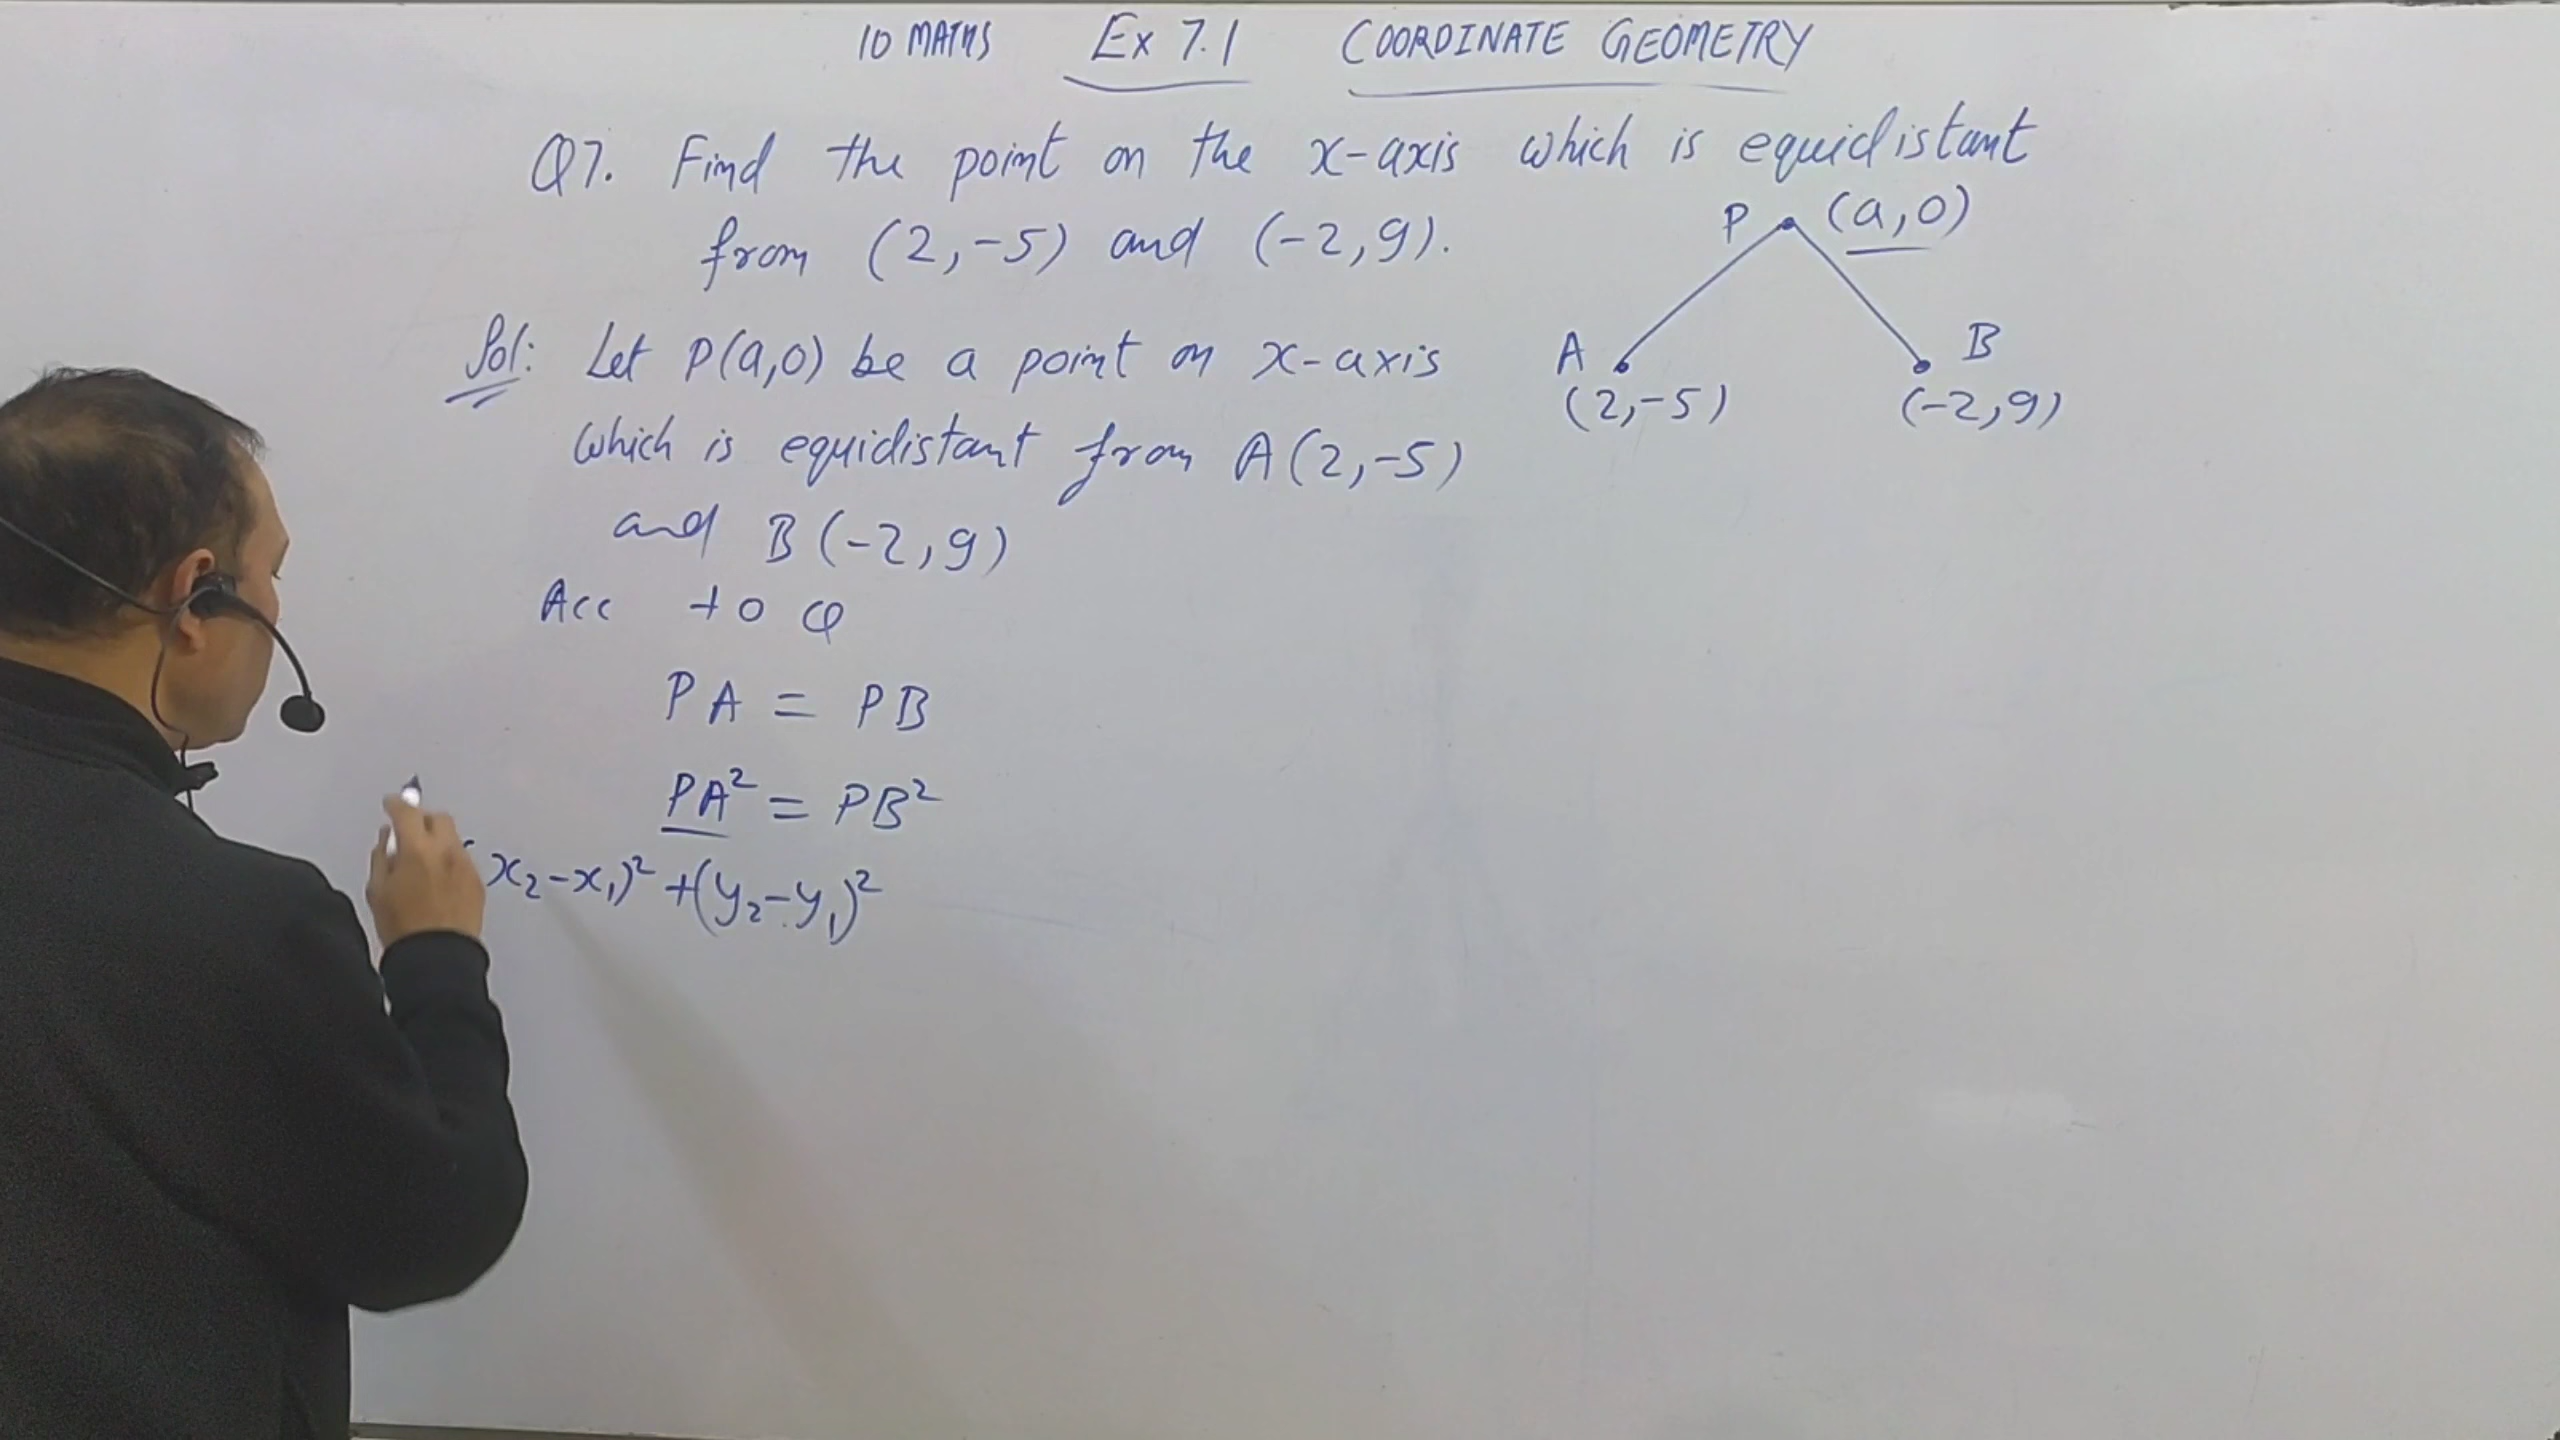 10 MATHS Ex 7.1 COORDINATE GEOMETRY
Q7. Find the point on the x-axis which is equidistant
from (2,-5) and (-2,9).
P (a,0)
A
(2,-5)
B
(-2,9)
Sol: Let P(a,0) be a point on x-axis
which is equidistant from A(2,-5)
and B(-2,9)
Acc to Q
PA = PB
PA² = PB²
(x₂-x₁)² +(y₂-y₁)²